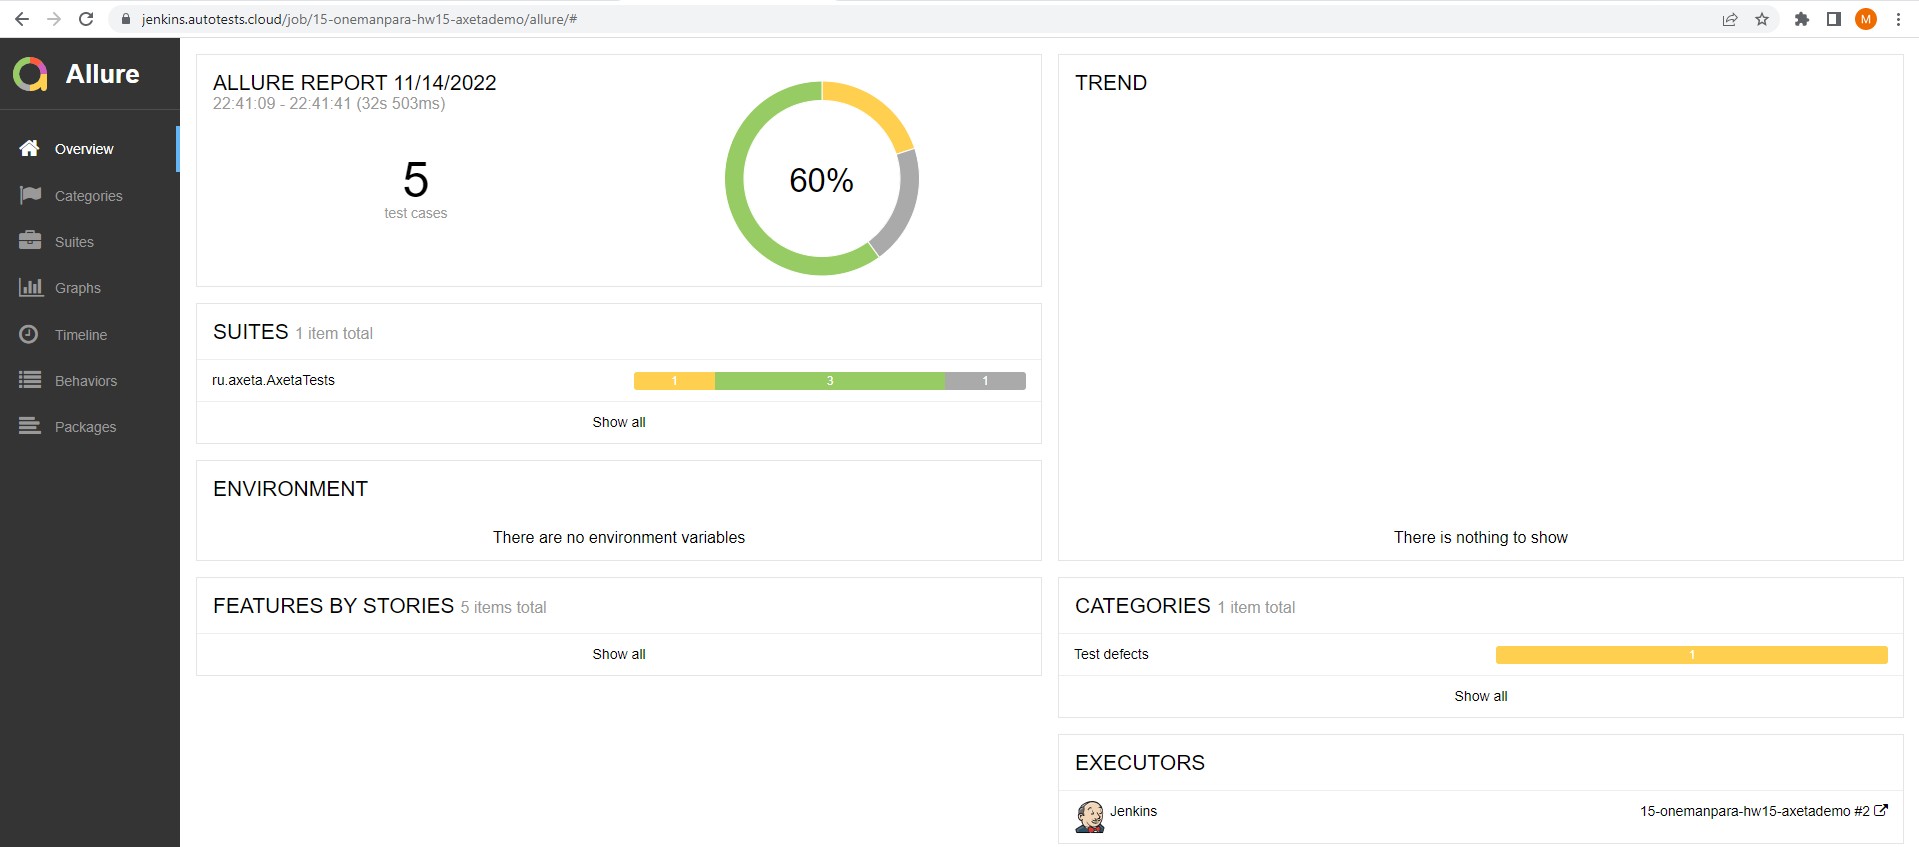 jenkins.autotests.cloud/job/15-onemanpara-hw15-axetademo/allure/#
M
Allure
Overview
Categories
Suites
Graphs
Timeline
Behaviors
Packages
ALLURE REPORT 11/14/2022
22:41:09 - 22:41:41 (32s 503ms)
5
test cases
60%
SUITES 1 item total
ru.axeta.AxetaTests
1 3 1
Show all
ENVIRONMENT
There are no environment variables
FEATURES BY STORIES 5 items total
Show all
TREND
There is nothing to show
CATEGORIES 1 item total
Test defects
1
Show all
EXECUTORS
Jenkins
15-onemanpara-hw15-axetademo #2